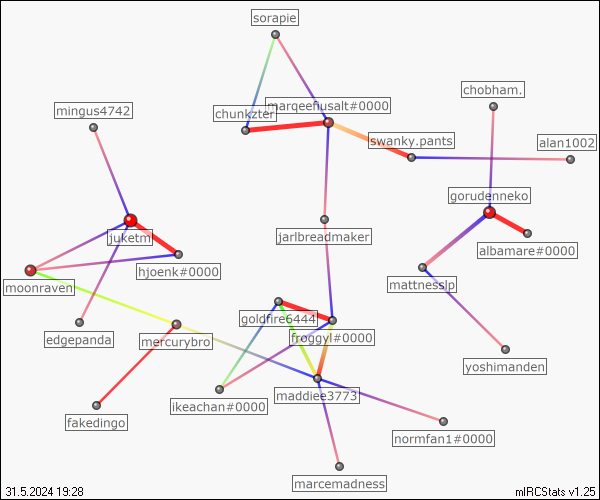 sorapie
marqeeñusalt#0000
chunkzter
mingus4742
chobham.
swanky.pants
alan1002
gorudenneko
juketm
jarlbreadmaker
albamare#0000
hjoenk#0000
moonraven
mattnesslp
goldfire6444
froggyl#0000
edgepanda
mercurybro
yoshimanden
maddiee3773
ikeachan#0000
fakedingo
normfan1#0000
marcemadness
31.5.2024 19:28
mIRCStats v1.25